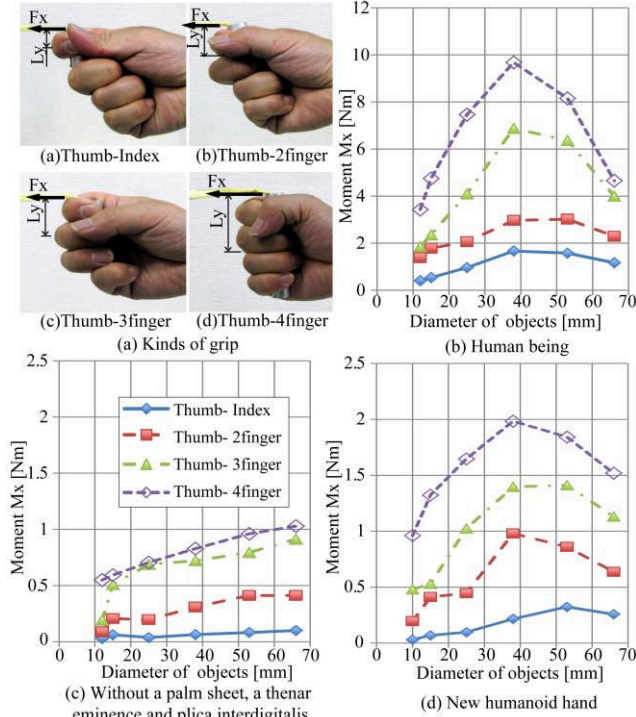 Fx
Ly
(a)Thumb-Index
Fx
Ly
(b)Thumb-2finger
Fx
Ly
(c)Thumb-3finger
Fx
Ly
(d)Thumb-4finger
(a) Kinds of grip
Moment Mx [Nm]
12
10
8
6
4
2
0
0 10 20 30 40 50 60 70
Diameter of objects [mm]
(b) Human being
Moment Mx [Nm]
2.5
2
1.5
1
0.5
0
Thumb- Index
Thumb- 2finger
Thumb- 3finger
Thumb- 4finger
0 10 20 30 40 50 60 70
Diameter of objects [mm]
(c) Without a palm sheet, a thenar
eminence and plica interdigitalis
Moment Mx [Nm]
2.5
2
1.5
1
0.5
0
0 10 20 30 40 50 60 70
Diameter of objects [mm]
(d) New humanoid hand